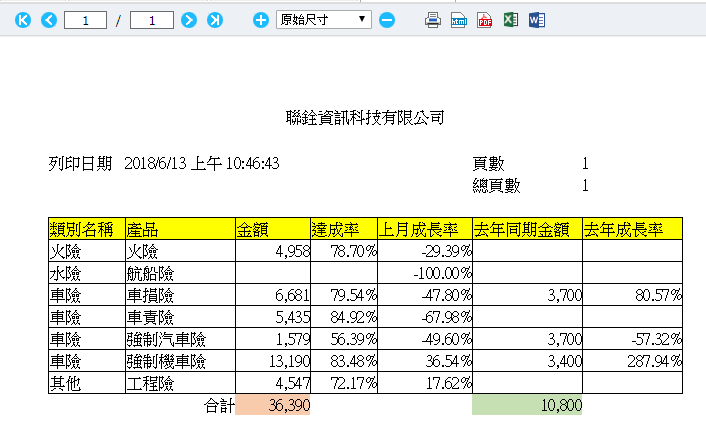 1 / 1 原始尺寸 htm PDF X W
聯銓資訊科技有限公司
列印日期 2018/6/13 上午 10:46:43 頁數 1
總頁數 1
類別名稱 產品 金額 達成率 上月成長率 去年同期金額 去年成長率
火險 火險 4,958 78.70% -29.39%
水險 航船險 -100.00%
車險 車損險 6,681 79.54% -47.80% 3,700 80.57%
車險 車責險 5,435 84.92% -67.98%
車險 強制汽車險 1,579 56.39% -49.60% 3,700 -57.32%
車險 強制機車險 13,190 83.48% 36.54% 3,400 287.94%
其他 工程險 4,547 72.17% 17.62%
合計 36,390 10,800